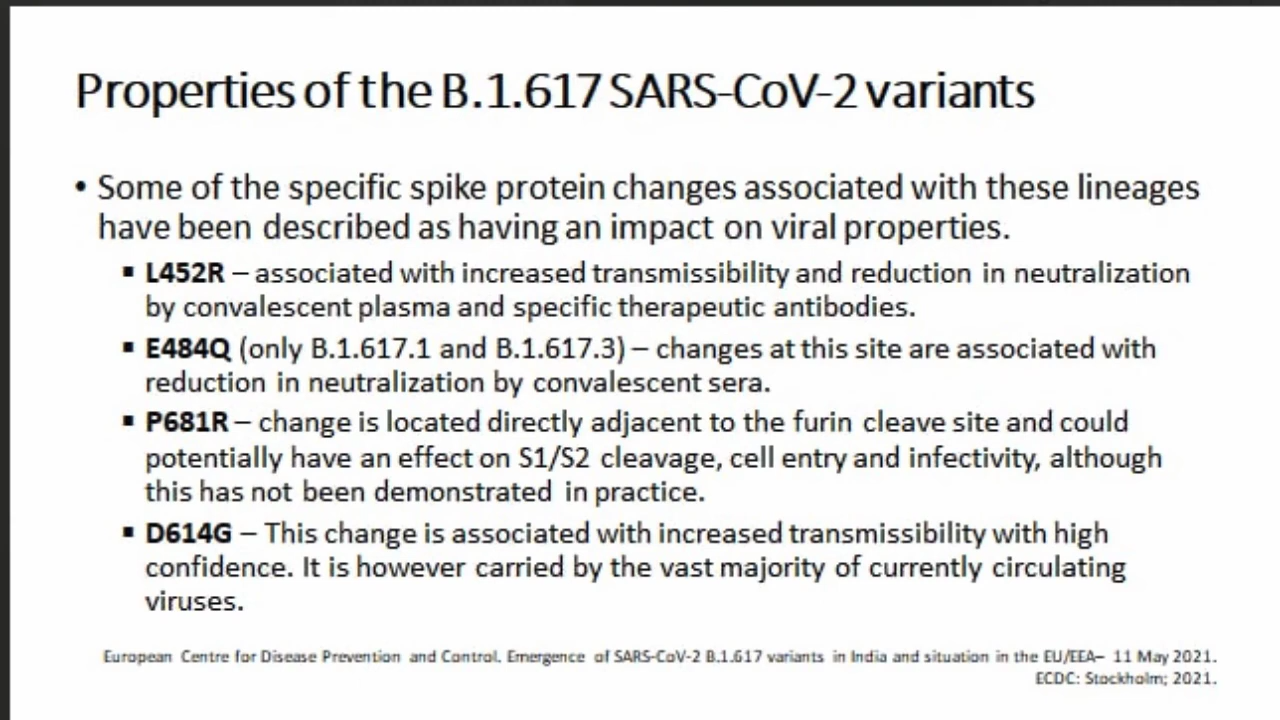 Properties of the B.1.617 SARS-CoV-2 variants
• Some of the specific spike protein changes associated with these lineages
have been described as having an impact on viral properties.
▪ L452R – associated with increased transmissibility and reduction in neutralization
by convalescent plasma and specific therapeutic antibodies.
▪ E484Q (only B.1.617.1 and B.1.617.3) – changes at this site are associated with
reduction in neutralization by convalescent sera.
▪ P681R – change is located directly adjacent to the furin cleave site and could
potentially have an effect on S1/S2 cleavage, cell entry and infectivity, although
this has not been demonstrated in practice.
▪ D614G – This change is associated with increased transmissibility with high
confidence. It is however carried by the vast majority of currently circulating
viruses.
European Centre for Disease Prevention and Control. Emergence of SARS-CoV-2 B.1.617 variants in India and situation in the EU/EEA– 11 May 2021.
ECDC: Stockholm; 2021.